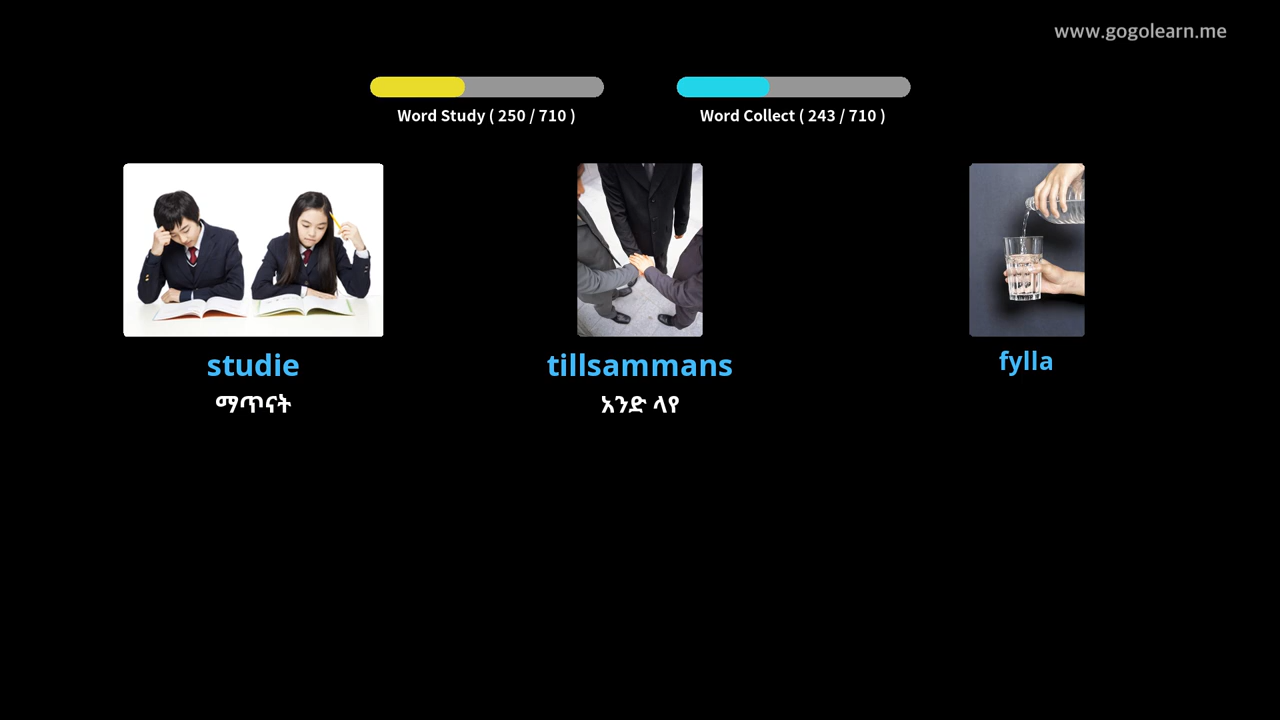 www.gogolearn.me
Word Study ( 250 / 710 )
Word Collect ( 243 / 710 )
studie
ማጥናት
tillsammans
አንድ ላየ
fylla